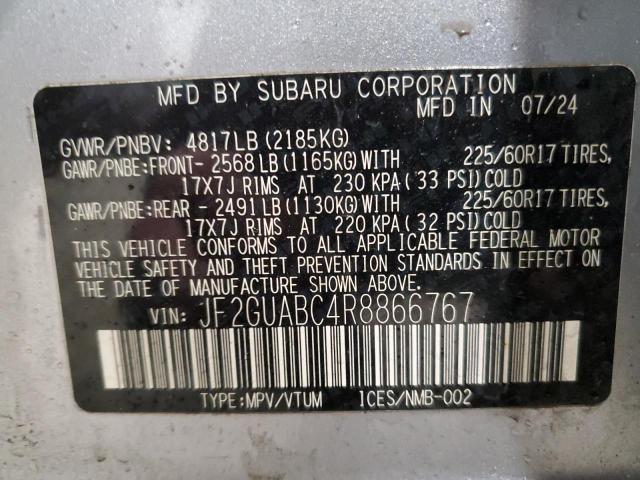 MFD BY SUBARU CORPORATION
MFD IN 07/24
GVWR/PNBV: 4817LB (2185KG)
GAWR/PNBE:FRONT- 2568 LB (1165KG) WITH 225/60R17 TIRES,
17X7J RIMS AT 230 KPA( 33 PSI) COLD
GAWR/PNBE:REAR - 2491 LB (1130KG) WITH 225/60R17 TIRES,
17X7J RIMS AT 220 KPA( 32 PSI) COLD
THIS VEHICLE CONFORMS TO ALL APPLICABLE FEDERAL MOTOR
VEHICLE SAFETY AND THEFT PREVENTION STANDARDS IN EFFECT ON
THE DATE OF MANUFACTURE SHOWN ABOVE.
VIN: JF2GUABC4R8866767
TYPE:MPV/VTUM ICES/NMB-002